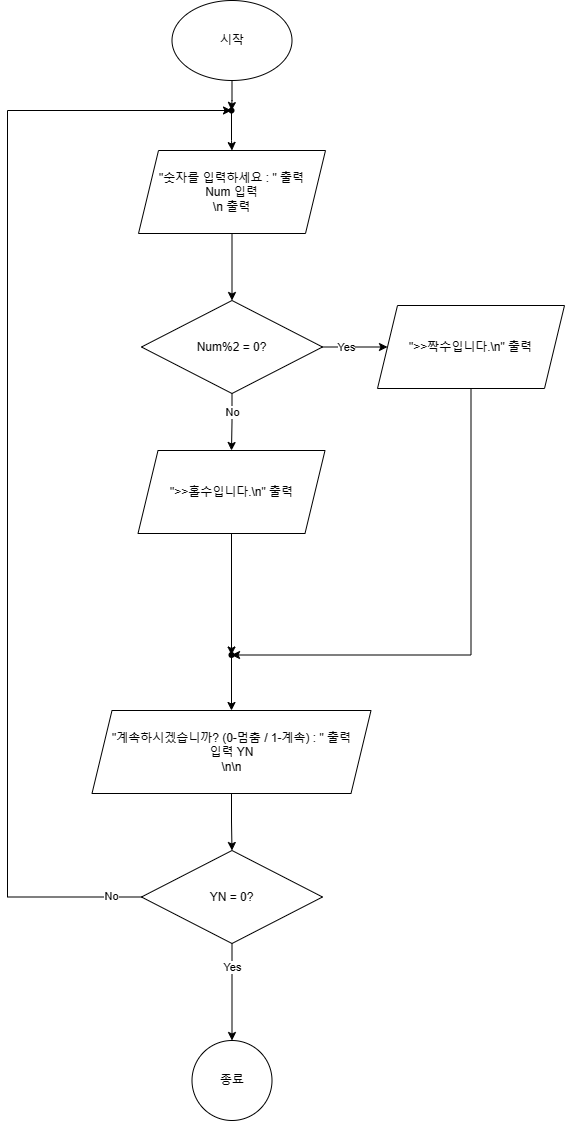 시작
"숫자를 입력하세요 : " 출력
Num 입력
\n 출력
Num%2 = 0?
Yes
">>짝수입니다.\n" 출력
No
">>홀수입니다.\n" 출력
"계속하시겠습니까? (0-멈춤 / 1-계속) : " 출력
입력 YN
\n\n
YN = 0?
No
Yes
종료